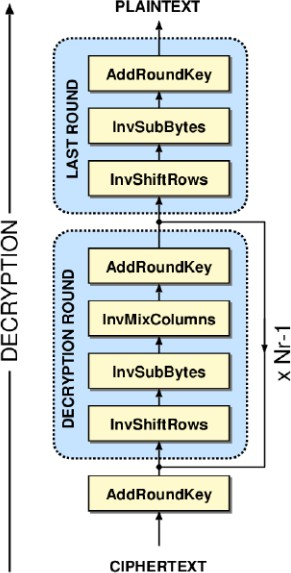 PLAINTEXT
AddRoundKey
InvSubBytes
InvShiftRows
LAST ROUND
AddRoundKey
InvMixColumns
InvSubBytes
InvShiftRows
DECRYPTION ROUND
x Nr-1
AddRoundKey
CIPHERTEXT
DECRYPTION